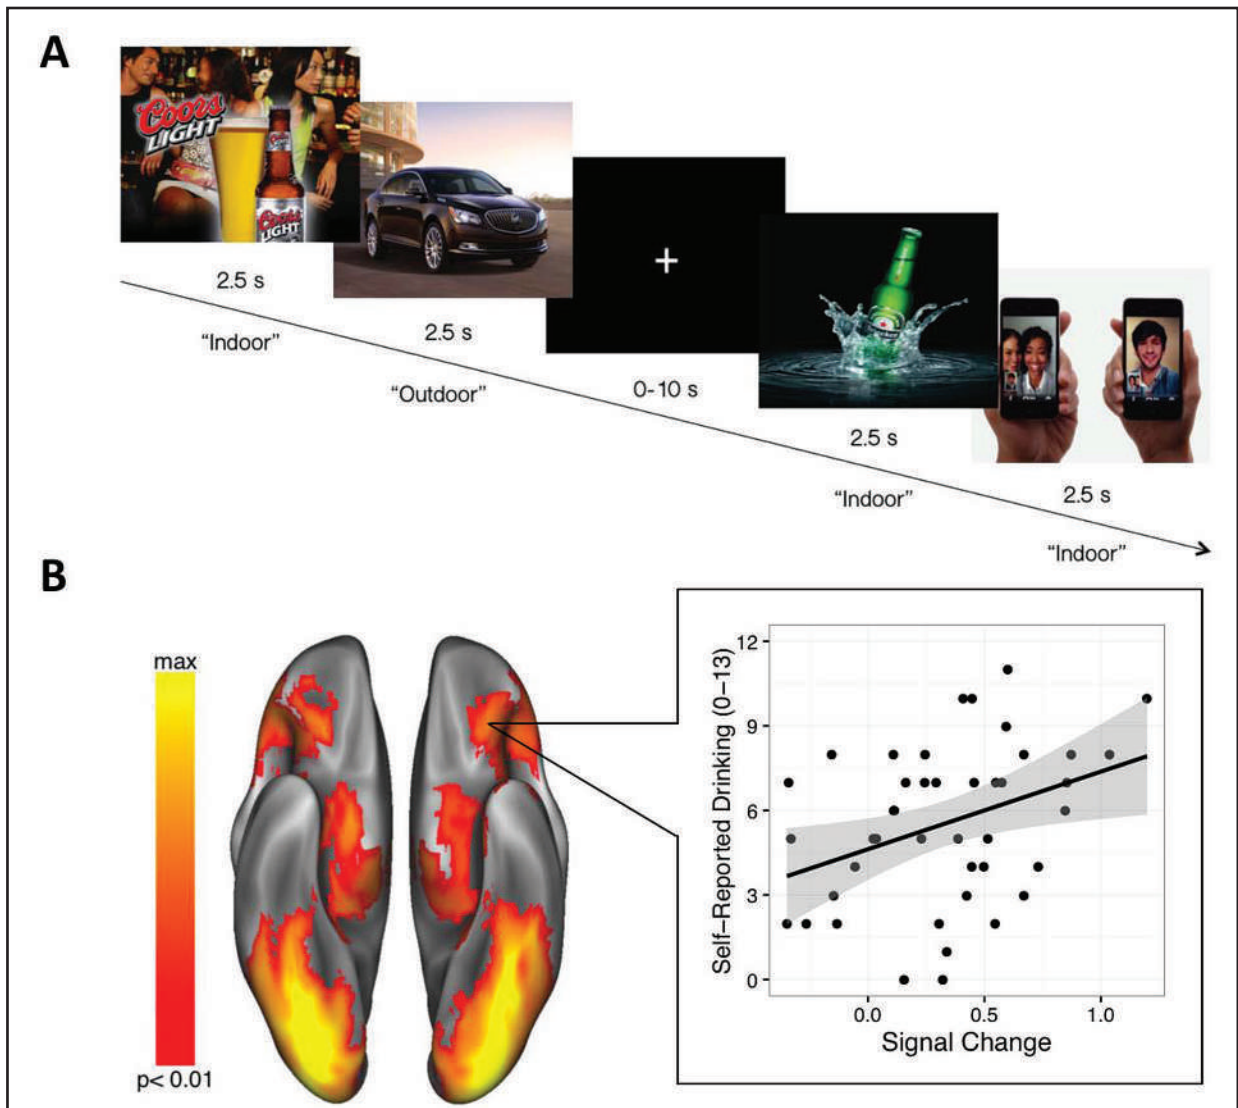 A
Coors
LIGHT
Coors
LIGHT
2.5 s
"Indoor"
2.5 s
"Outdoor"
+
0-10 s
2.5 s
"Indoor"
2.5 s
"Indoor"
B
max
p< 0.01
Self-Reported Drinking (0-13)
12
9
6
3
0
0.0
0.5
1.0
Signal Change